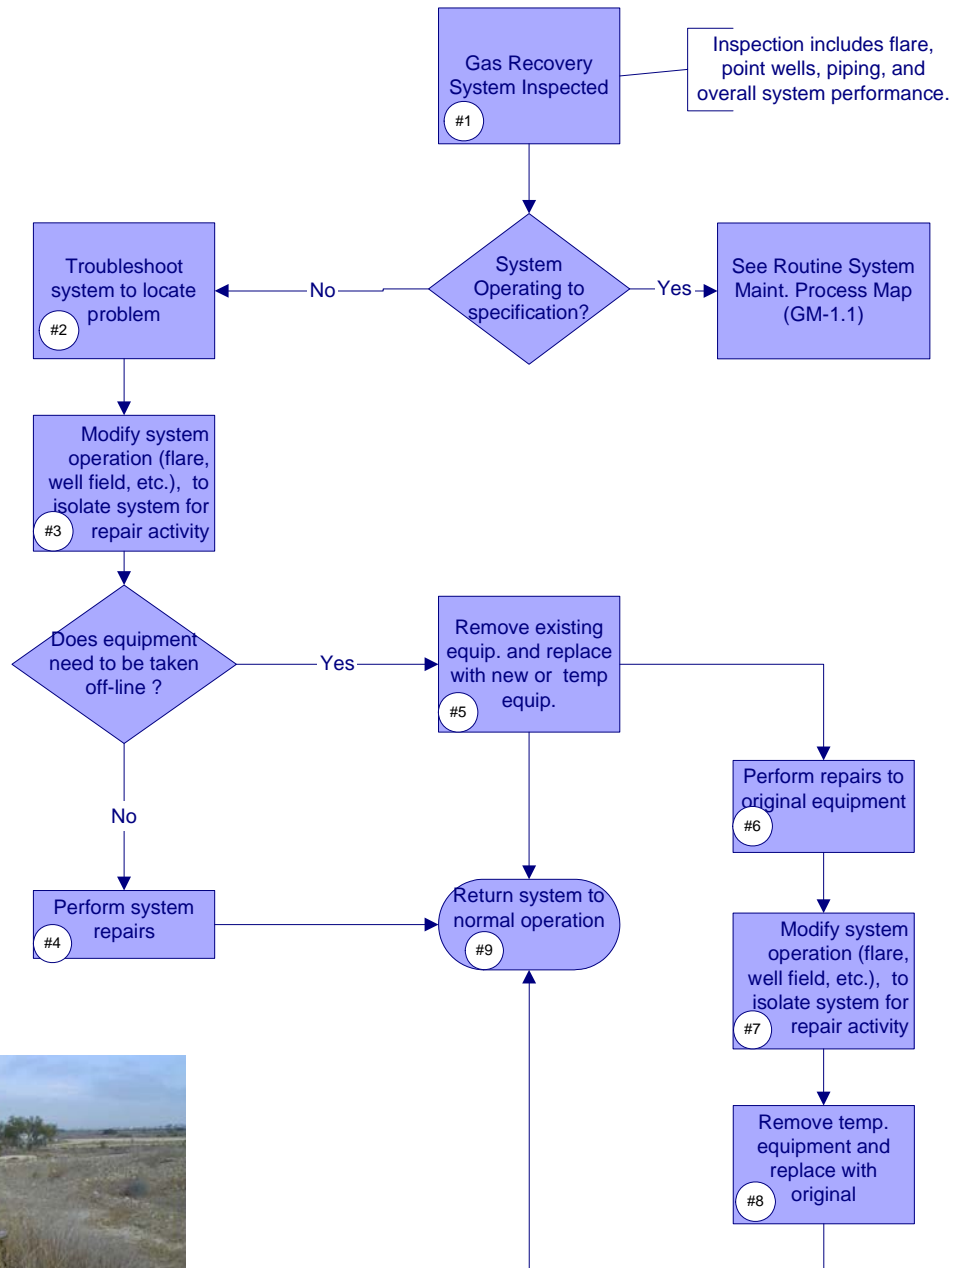 Gas Recovery
System Inspected
#1
Inspection includes flare,
point wells, piping, and
overall system performance.
System
Operating to
specification?
No
Yes
Troubleshoot
system to locate
problem
#2
See Routine System
Maint. Process Map
(GM-1.1)
Modify system
operation (flare,
well field, etc.), to
isolate system for
repair activity
#3
Does equipment
need to be taken
off-line ?
Yes
Remove existing
equip. and replace
with new or temp
equip.
#5
No
Perform repairs to
original equipment
#6
Perform system
repairs
#4
Return system to
normal operation
#9
Modify system
operation (flare,
well field, etc.), to
isolate system for
repair activity
#7
Remove temp.
equipment and
replace with
original
#8